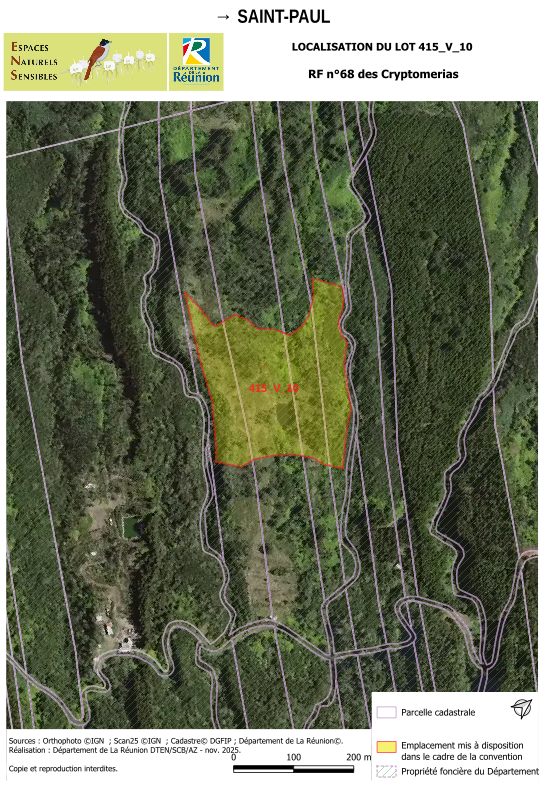 → SAINT-PAUL
ESPACES
NATURELS
SENSIBLES
DÉPARTEMENT
DE LA
Réunion
LOCALISATION DU LOT 415_V_10
RF n°68 des Cryptomerias
415_V_10
Parcelle cadastrale
Emplacement mis à disposition
dans le cadre de la convention
Propriété foncière du Département
Sources : Orthophoto ©IGN ; Scan25 ©IGN ; Cadastre© DGFIP ; Département de La Réunion©.
Réalisation : Département de La Réunion DTEN/SCB/AZ - nov. 2025.
Copie et reproduction interdites.
0 100 200 m